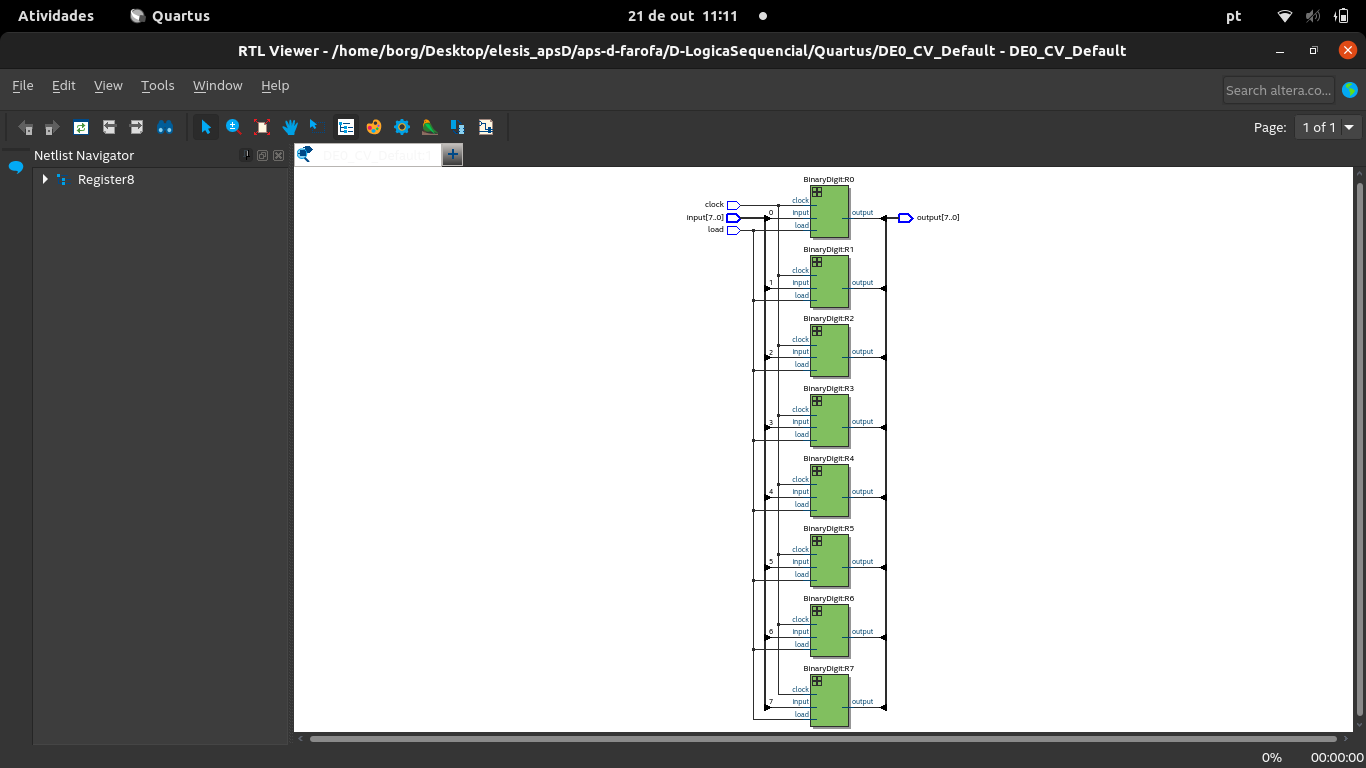 Atividades Quartus 21 de out 11:11 pt
RTL Viewer - /home/borg/Desktop/elesis_apsD/aps-d-farofa/D-LogicaSequencial/Quartus/DE0_CV_Default - DE0_CV_Default
File Edit View Tools Window Help
Search altera.co...
Page: 1 of 1
Netlist Navigator
Register8
BinaryDigit:R0
clock
input[7..0]
load
0
clock
input
load
output
output[7..0]
BinaryDigit:R1
clock
1 input output
load
BinaryDigit:R2
clock
2 input output
load
BinaryDigit:R3
clock
3 input output
load
BinaryDigit:R4
clock
4 input output
load
BinaryDigit:R5
clock
5 input output
load
BinaryDigit:R6
clock
6 input output
load
BinaryDigit:R7
clock
7 input output
load
0% 00:00:00